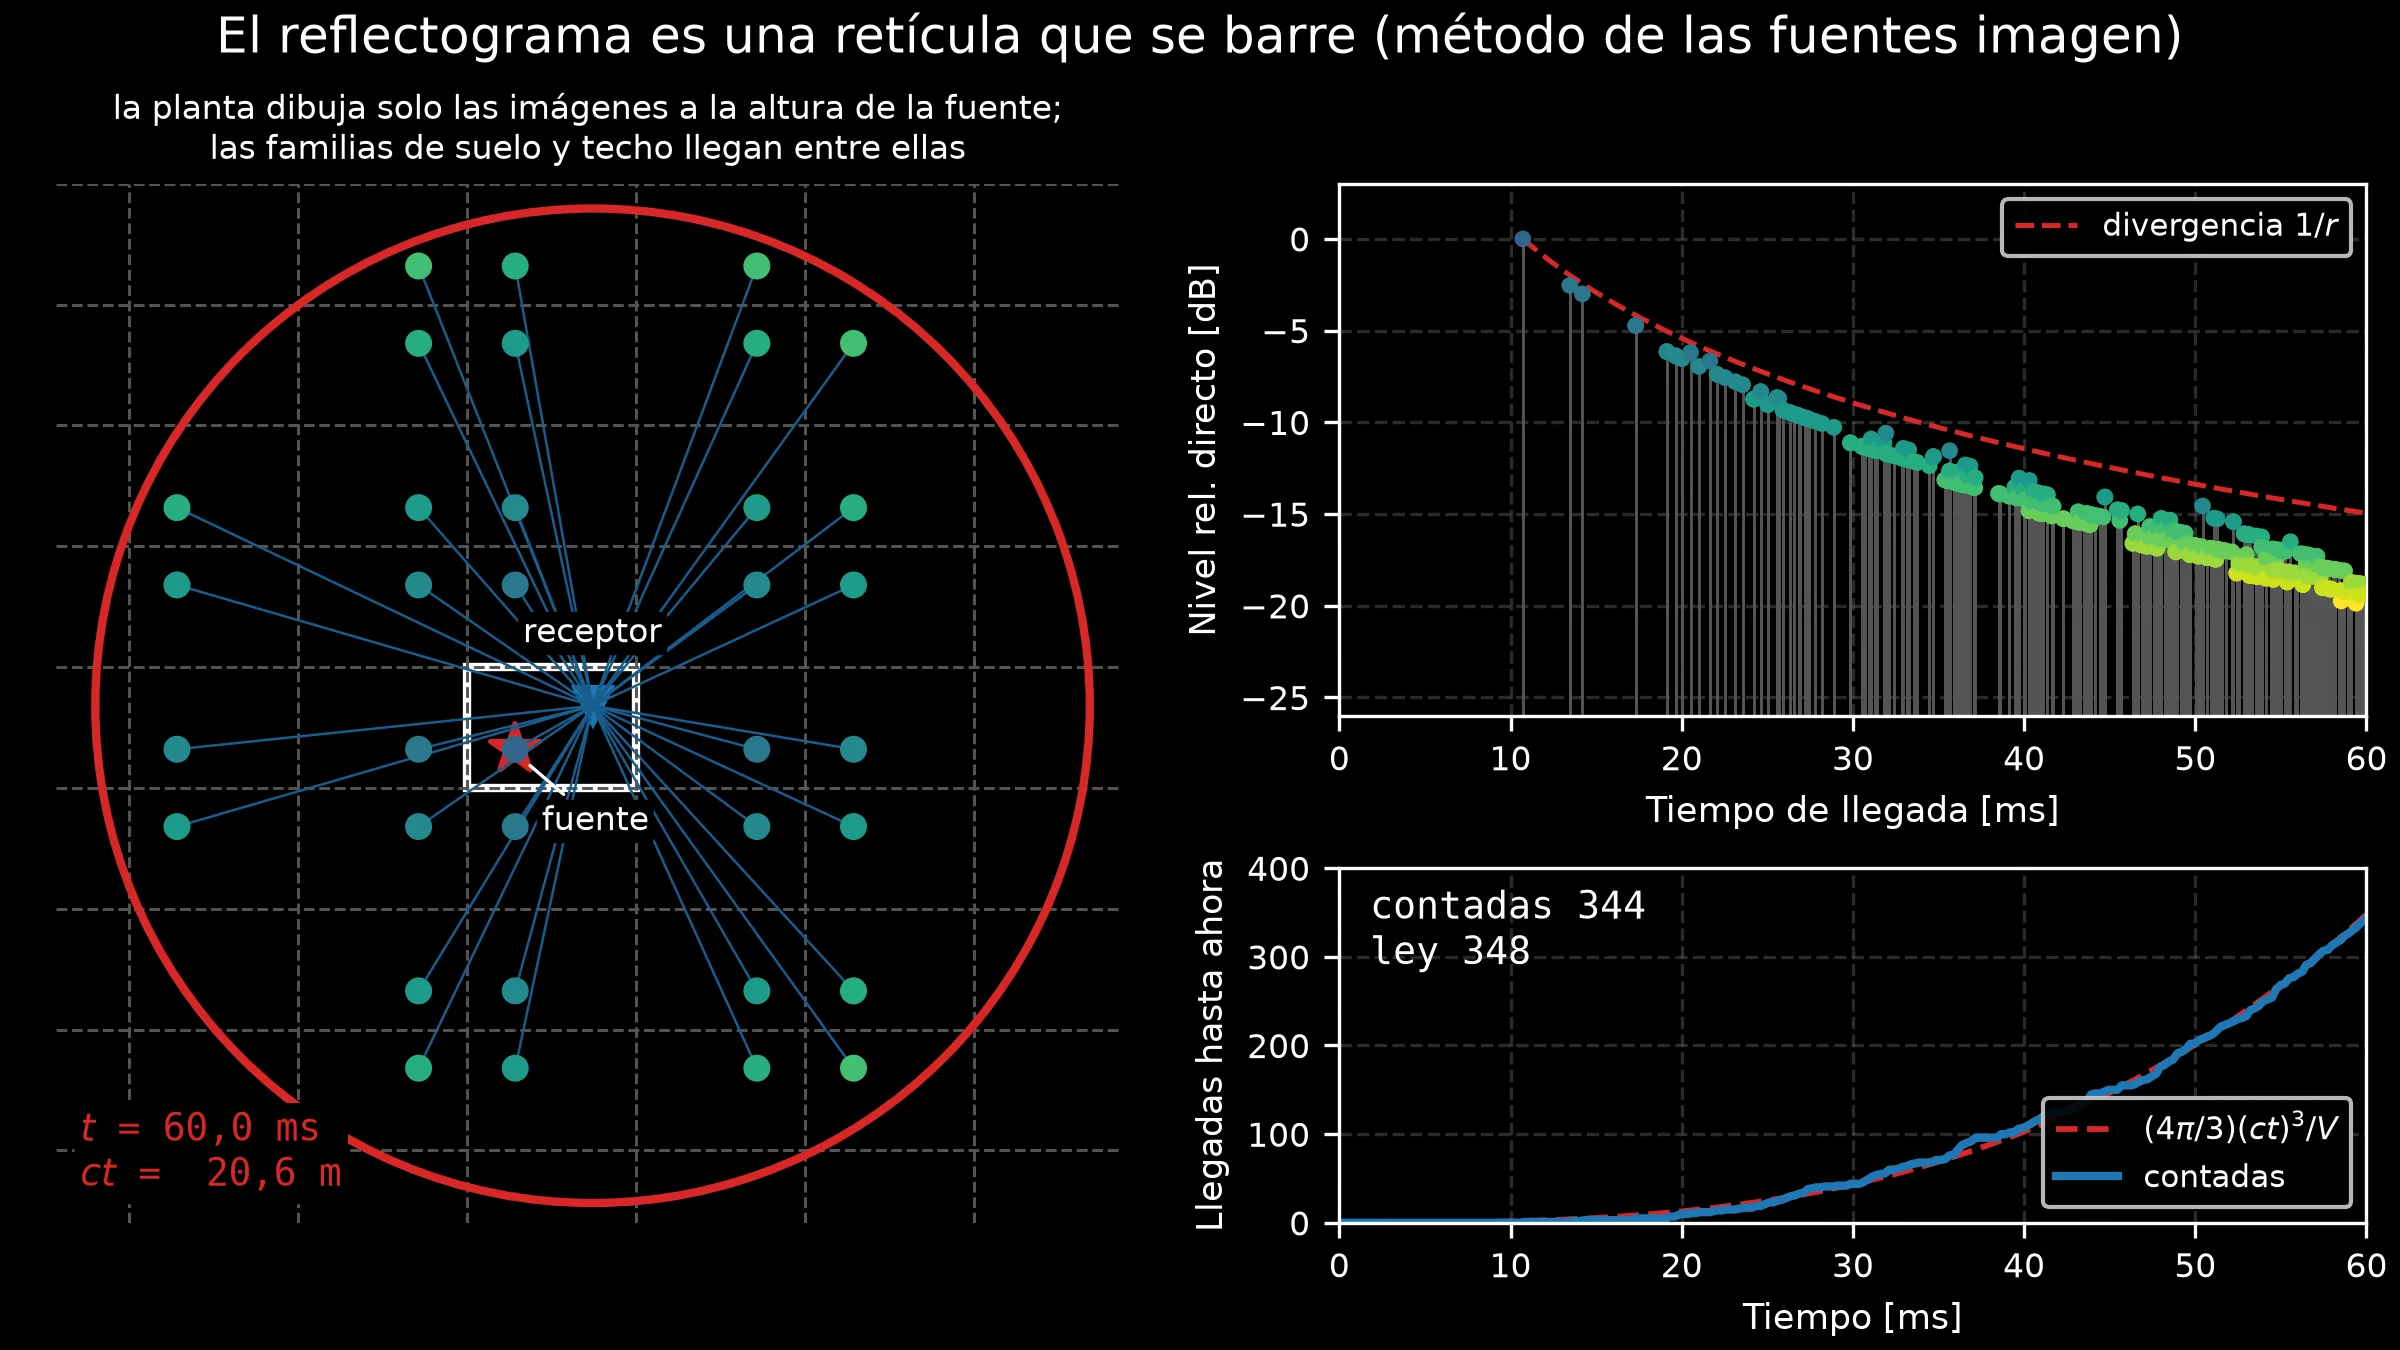 El reflectograma es una retícula que se barre (método de las fuentes imagen)
la planta dibuja solo las imágenes a la altura de la fuente;
las familias de suelo y techo llegan entre ellas
receptor
fuente
t = 60,0 ms
ct = 20,6 m
Nivel rel. directo [dB]
0
−5
−10
−15
−20
−25
divergencia 1/r
0 10 20 30 40 50 60
Tiempo de llegada [ms]
Llegadas hasta ahora
400
300
200
100
0
contadas 344
ley 348
(4π/3)(ct)³/V
contadas
0 10 20 30 40 50 60
Tiempo [ms]